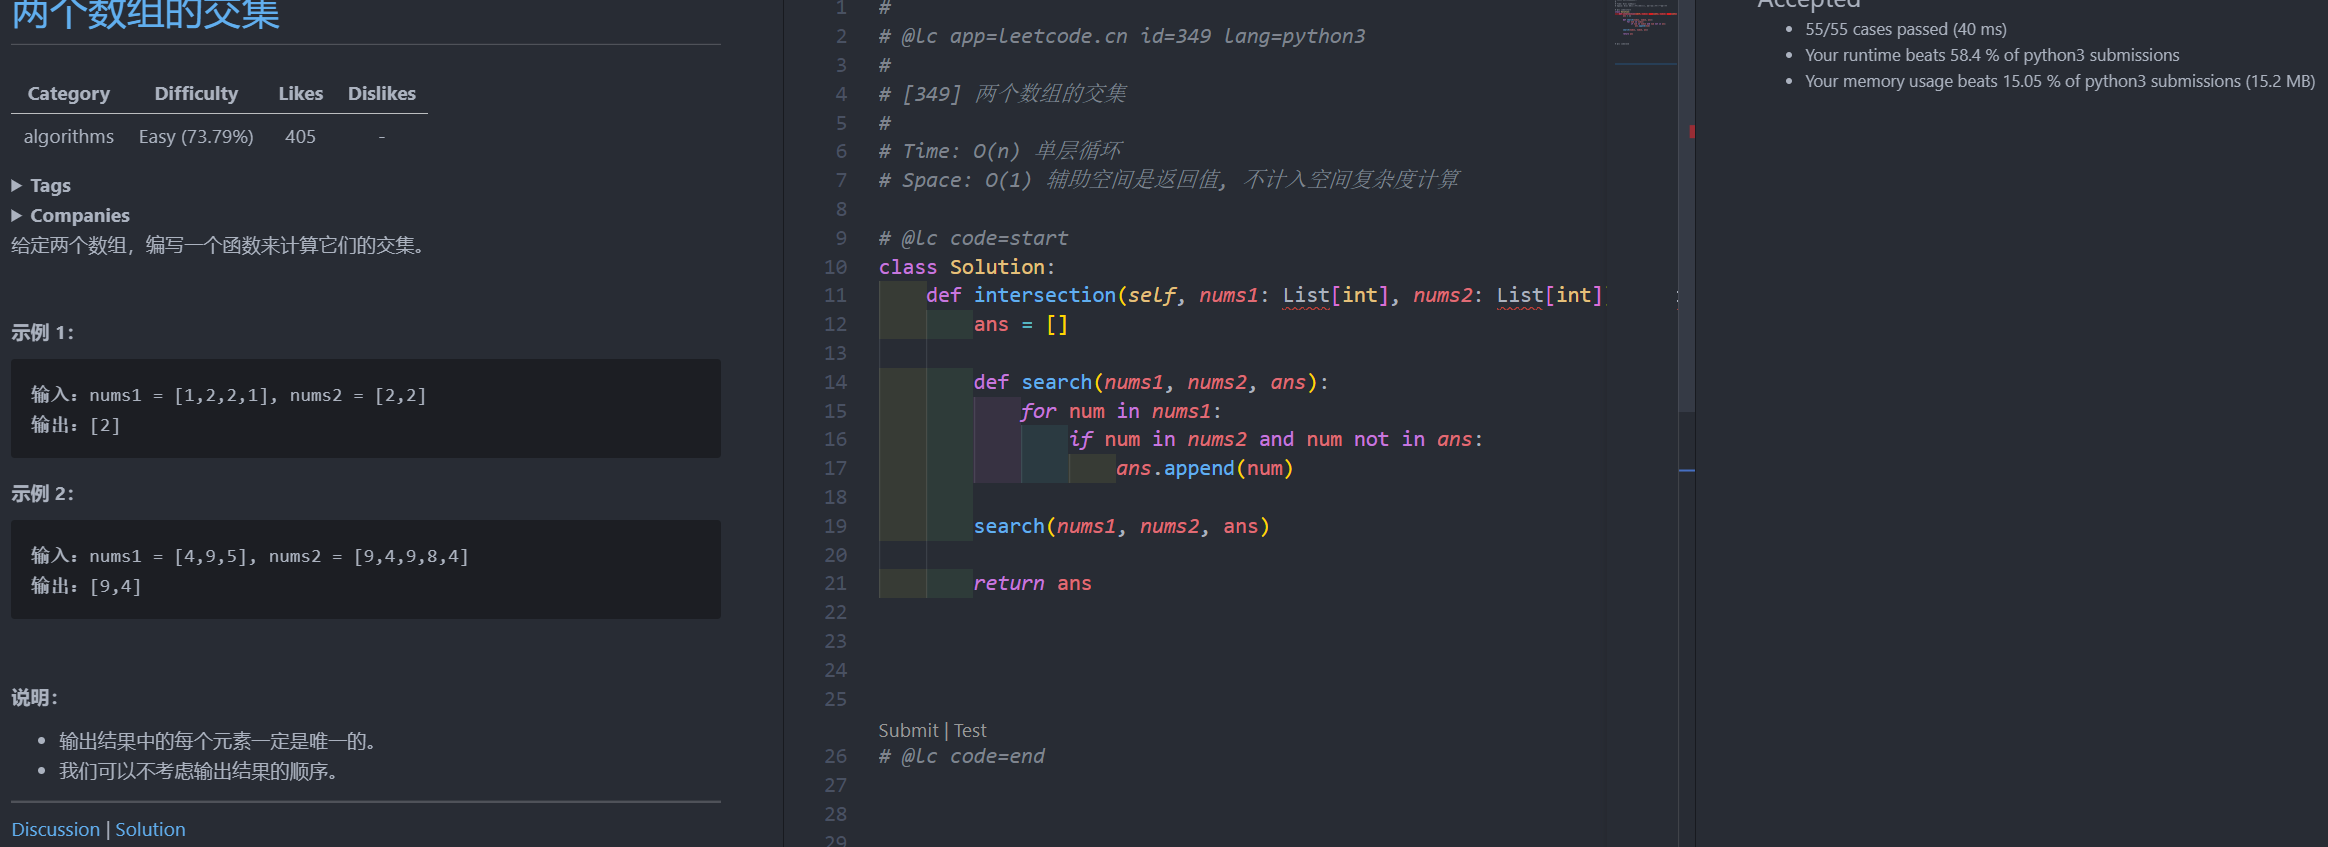 两个数组的交集
Category Difficulty Likes Dislikes
algorithms Easy (73.79%) 405 -
▶ Tags
▶ Companies
给定两个数组，编写一个函数来计算它们的交集。
示例 1：
输入：nums1 = [1,2,2,1], nums2 = [2,2]
输出：[2]
示例 2：
输入：nums1 = [4,9,5], nums2 = [9,4,9,8,4]
输出：[9,4]
说明：
• 输出结果中的每个元素一定是唯一的。
• 我们可以不考虑输出结果的顺序。
Discussion | Solution
1 #
2 # @lc app=leetcode.cn id=349 lang=python3
3 #
4 # [349] 两个数组的交集
5 #
6 # Time: O(n) 单层循环
7 # Space: O(1) 辅助空间是返回值, 不计入空间复杂度计算
8
9 # @lc code=start
10 class Solution:
11     def intersection(self, nums1: List[int], nums2: List[int]
12         ans = []
13
14         def search(nums1, nums2, ans):
15             for num in nums1:
16                 if num in nums2 and num not in ans:
17                     ans.append(num)
18
19         search(nums1, nums2, ans)
20
21         return ans
22
23
24
25
Submit | Test
26 # @lc code=end
27
28
29
Accepted
• 55/55 cases passed (40 ms)
• Your runtime beats 58.4 % of python3 submissions
• Your memory usage beats 15.05 % of python3 submissions (15.2 MB)